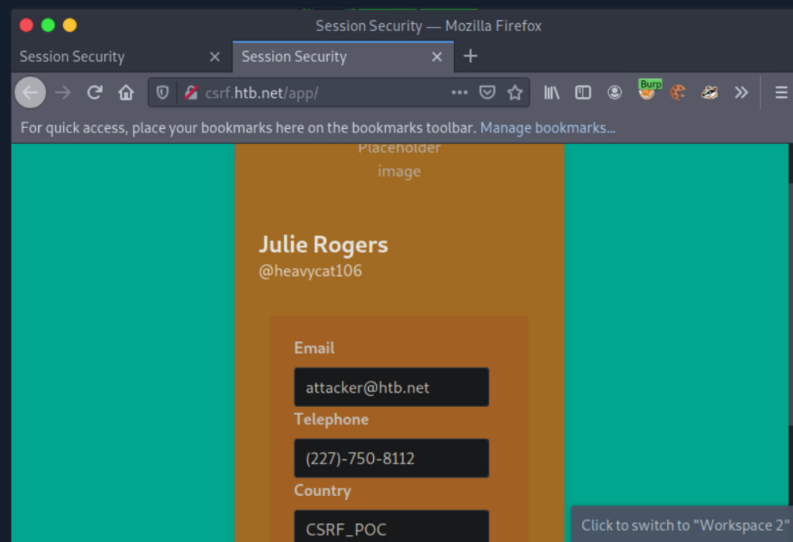 Session Security — Mozilla Firefox
Session Security
Session Security
csrf.htb.net/app/
Burp
For quick access, place your bookmarks here on the bookmarks toolbar. Manage bookmarks...
Placeholder
image
Julie Rogers
@heavycat106
Email
attacker@htb.net
Telephone
(227)-750-8112
Country
CSRF_POC
Click to switch to "Workspace 2"